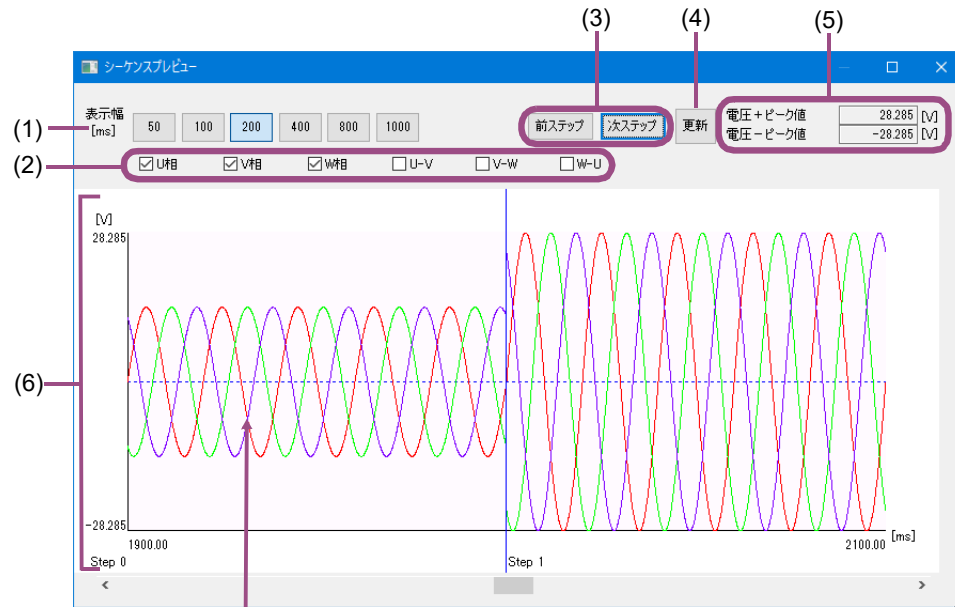 (3) (4) (5)
シーケンスプレビュー
(1)
表示幅
[ms]
50 100 200 400 800 1000
前ステップ 次ステップ 更新
電圧+ピーク値 28.285 [V]
電圧-ピーク値 -28.285 [V]
(2)
U相 V相 W相 U-V V-W W-U
[V]
28.285
(6)
-28.285
1900.00 2100.00 [ms]
Step 0 Step 1